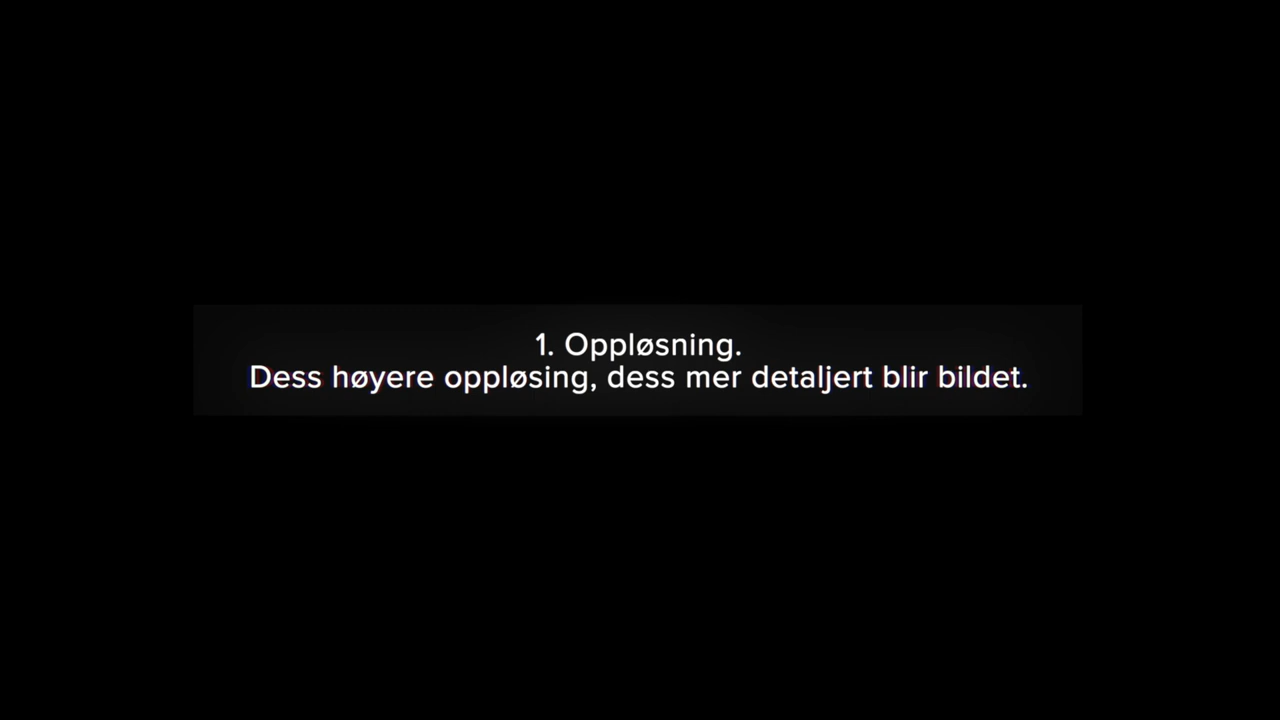 1. Oppløsning.
Dess høyere oppløsing, dess mer detaljert blir bildet.